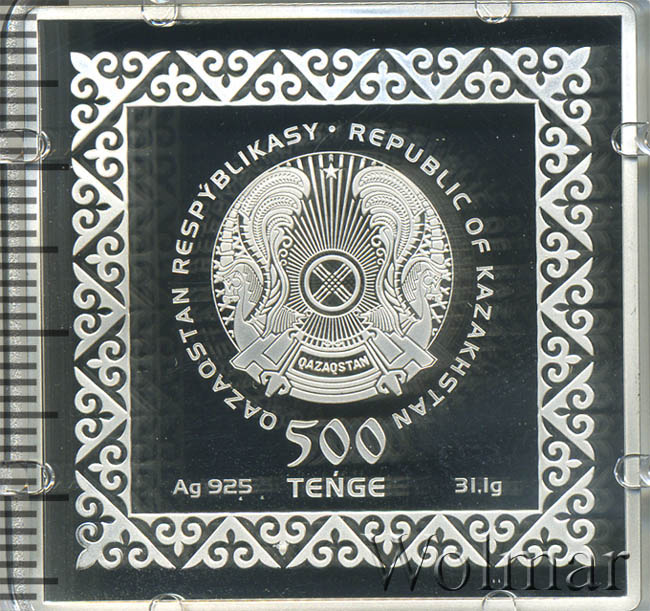 QAZAQSTAN RESPÝBLIKASY • REPUBLIC OF KAZAKHSTAN
QAZAQSTAN
500
Ag 925 TEŃGE 31,1g
Wolmar